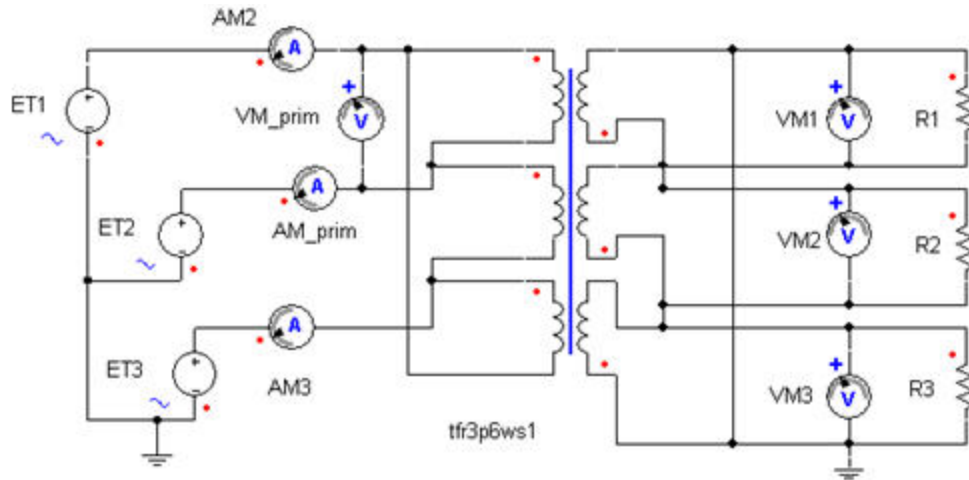 AM2
A
ET1
VM_prim
V
VM1
V
R1
A
AM_prim
ET2
VM2
V
R2
A
ET3
AM3
VM3
V
R3
tfr3p6ws1